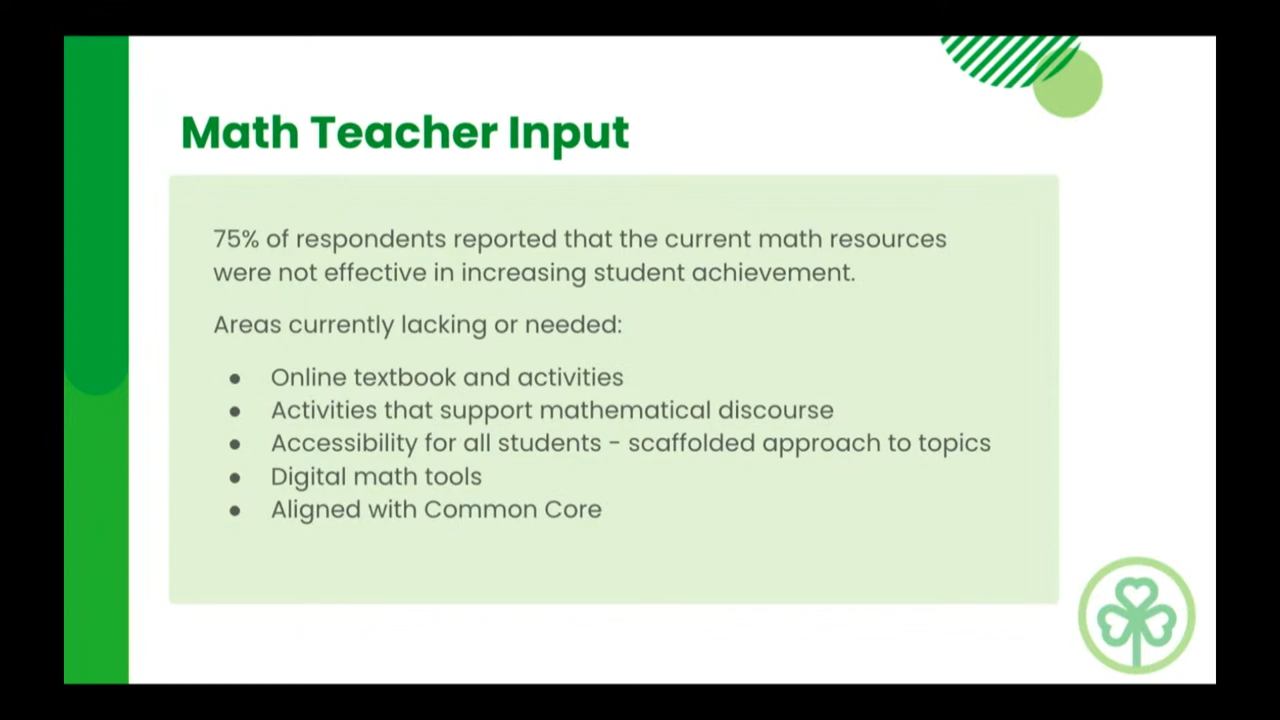 Math Teacher Input
75% of respondents reported that the current math resources
were not effective in increasing student achievement.
Areas currently lacking or needed:
● Online textbook and activities
● Activities that support mathematical discourse
● Accessibility for all students - scaffolded approach to topics
● Digital math tools
● Aligned with Common Core